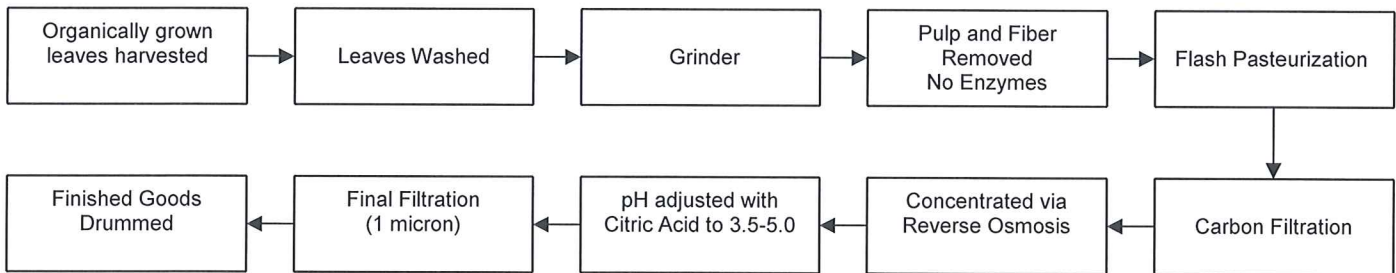 Organically grown
leaves harvested
Leaves Washed
Grinder
Pulp and Fiber
Removed
No Enzymes
Flash Pasteurization
Carbon Filtration
Concentrated via
Reverse Osmosis
pH adjusted with
Citric Acid to 3.5-5.0
Final Filtration
(1 micron)
Finished Goods
Drummed